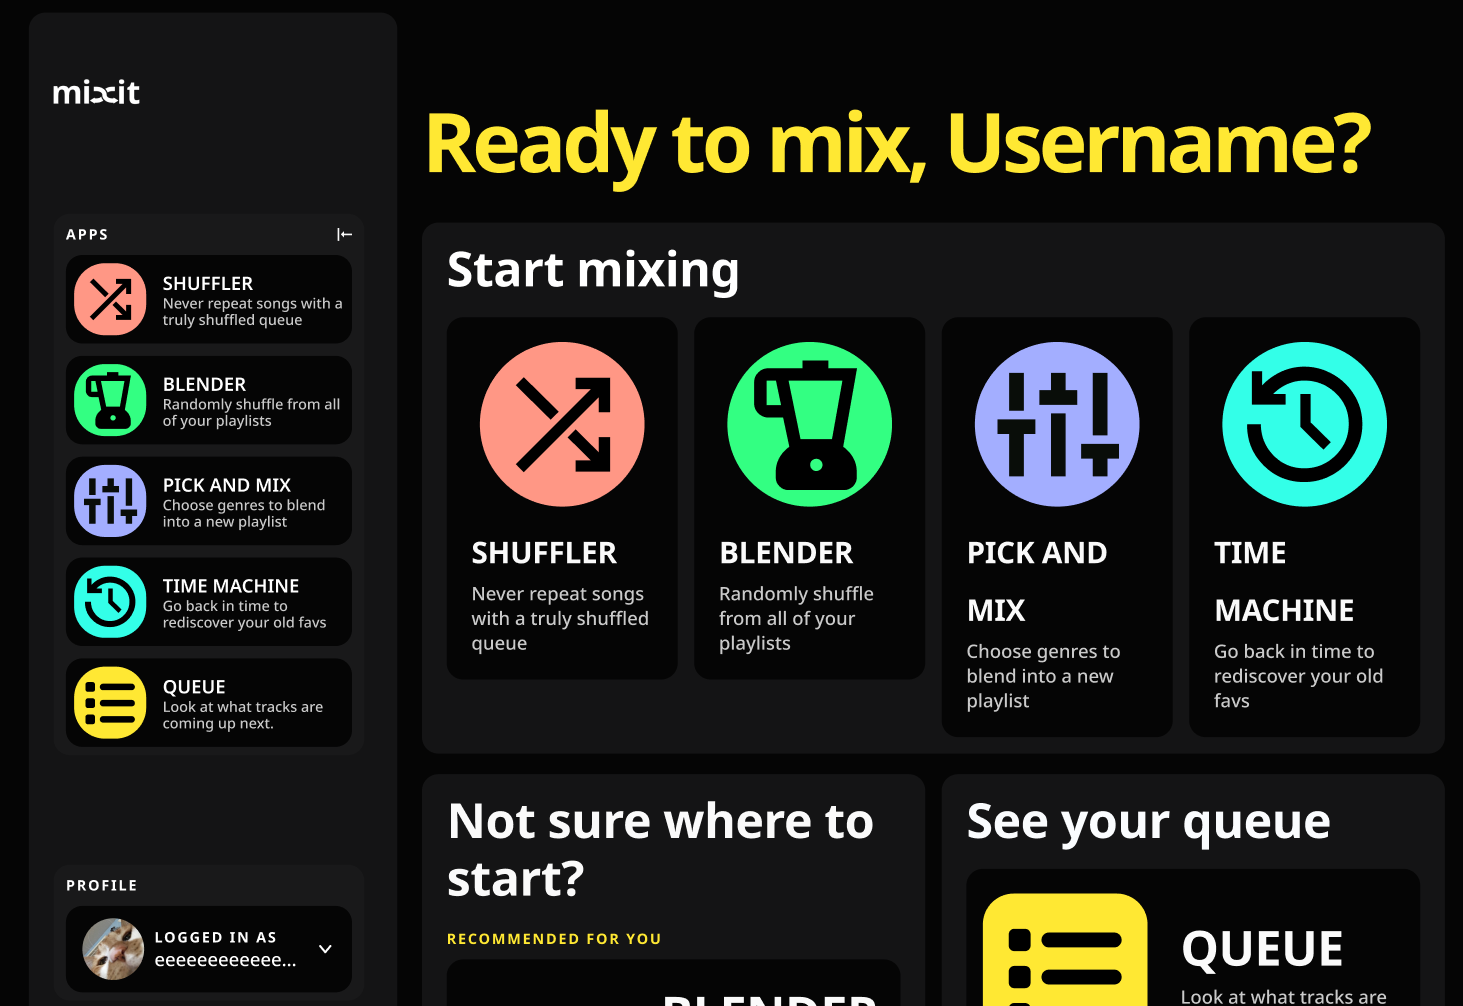 mixit
APPS
SHUFFLER
Never repeat songs with a
truly shuffled queue
BLENDER
Randomly shuffle from all
of your playlists
PICK AND MIX
Choose genres to blend
into a new playlist
TIME MACHINE
Go back in time to
rediscover your old favs
QUEUE
Look at what tracks are
coming up next.
PROFILE
LOGGED IN AS
eeeeeeeeeeee...
Ready to mix, Username?
Start mixing
SHUFFLER
Never repeat songs
with a truly shuffled
queue
BLENDER
Randomly shuffle
from all of your
playlists
PICK AND
MIX
Choose genres to
blend into a new
playlist
TIME
MACHINE
Go back in time to
rediscover your old
favs
Not sure where to
start?
RECOMMENDED FOR YOU
BLENDER
See your queue
QUEUE
Look at what tracks are